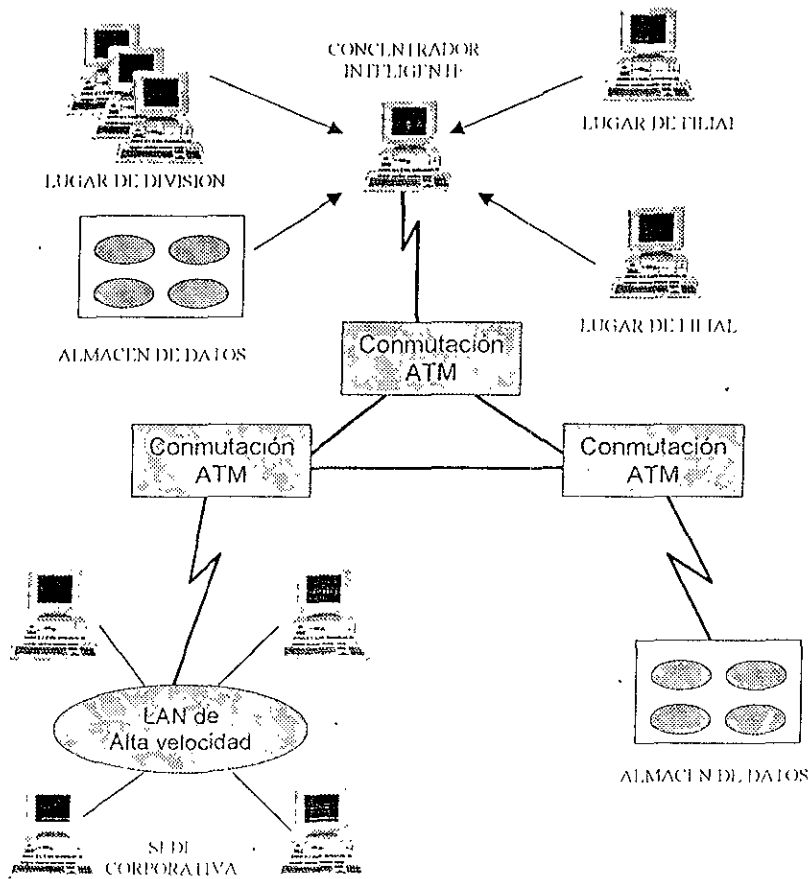 CONCENTRADOR
INTELIGENTE
LUGAR DE FILIAL
LUGAR DE DIVISION
LUGAR DE FILIAL
ALMACEN DE DATOS
Conmutación
ATM
Conmutación
ATM
Conmutación
ATM
LAN de
Alta velocidad
ALMACEN DE DATOS
SEDE
CORPORATIVA